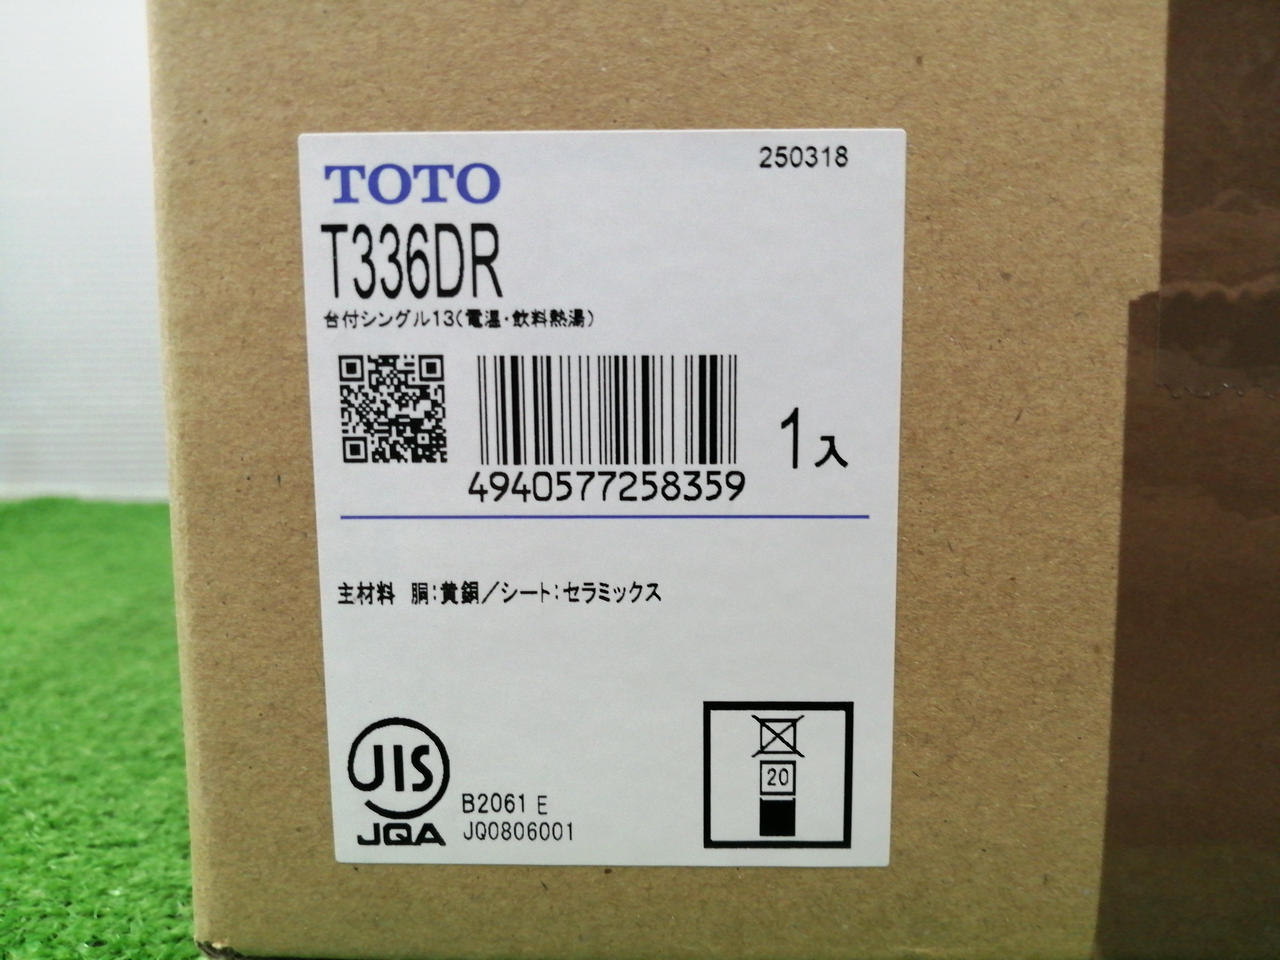 TOTO
250318
T336DR
台付シングル13(電温・飲料熱湯)
1入
4940577258359
主材料 胴:黄銅/シート:セラミックス
JIS
JQA
B2061 E
JQ0806001
20